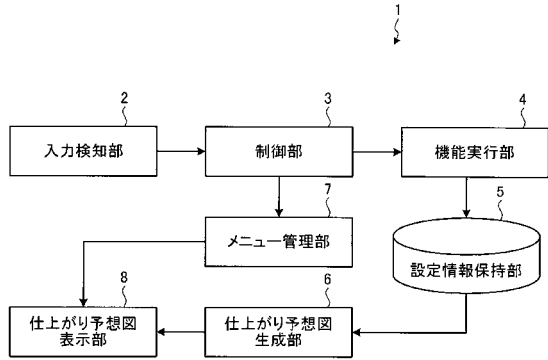 1
2
入力検知部
3
制御部
4
機能実行部
7
メニュー管理部
5
設定情報保持部
8
仕上がり予想図
表示部
6
仕上がり予想図
生成部